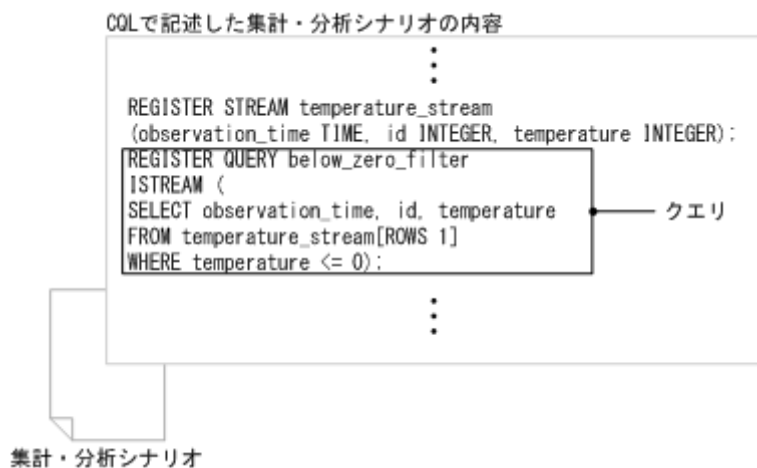 CQLで記述した集計・分析シナリオの内容
REGISTER STREAM temperature_stream
(observation_time TIME, id INTEGER, temperature INTEGER);
REGISTER QUERY below_zero_filter
ISTREAM (
SELECT observation_time, id, temperature
クエリ
FROM temperature_stream[ROWS 1]
WHERE temperature <= 0);
集計・分析シナリオ